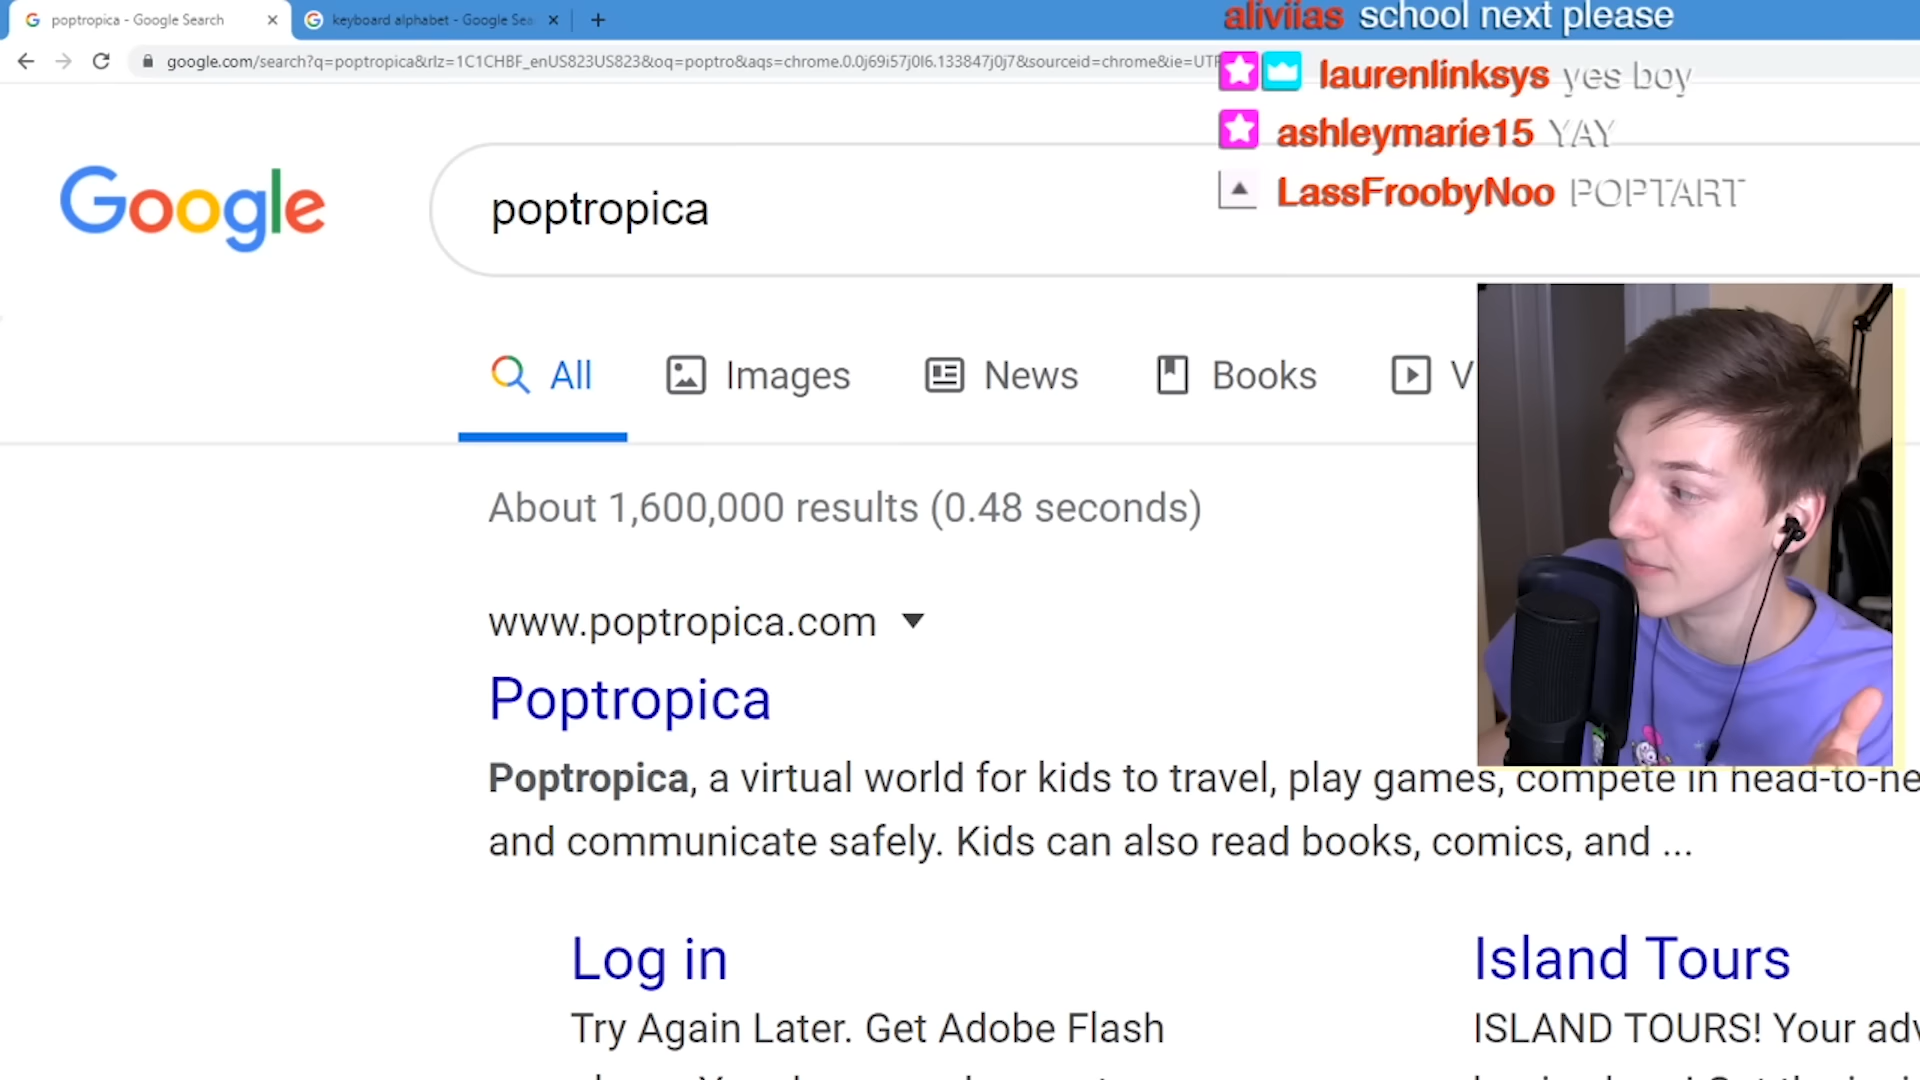 poptropica - Google Search
keyboard alphabet - Google Sea
google.com/search?q=poptropica&rlz=1C1CHBF_enUS823US823&oq=poptro&aqs=chrome.0.0j69i57j0l6.133847j0j7&sourceid=chrome&ie=UTF
aliviias school next please
laurenlinksys yes boy
ashleymarie15 YAY
LassFroobyNoo POPTART
Google
poptropica
All Images News Books V
About 1,600,000 results (0.48 seconds)
www.poptropica.com
Poptropica
Poptropica, a virtual world for kids to travel, play games, compete in head-to-he
and communicate safely. Kids can also read books, comics, and ...
Log in
Try Again Later. Get Adobe Flash
Island Tours
ISLAND TOURS! Your adv